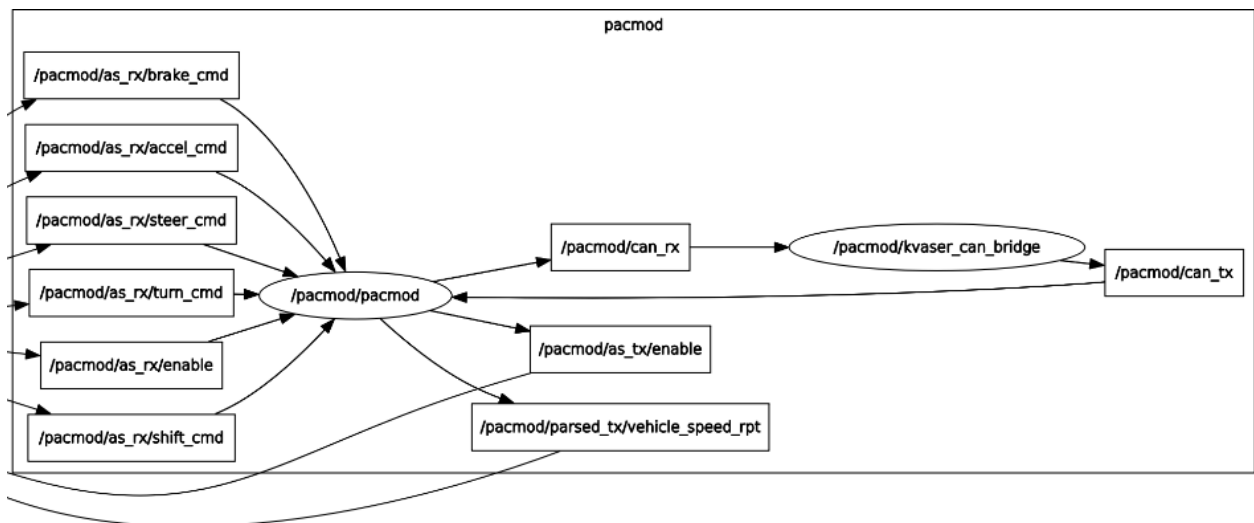 pacmod
/pacmod/as_rx/brake_cmd
/pacmod/as_rx/accel_cmd
/pacmod/as_rx/steer_cmd
/pacmod/as_rx/turn_cmd
/pacmod/as_rx/enable
/pacmod/as_rx/shift_cmd
/pacmod/pacmod
/pacmod/can_rx
/pacmod/kvaser_can_bridge
/pacmod/can_tx
/pacmod/as_tx/enable
/pacmod/parsed_tx/vehicle_speed_rpt